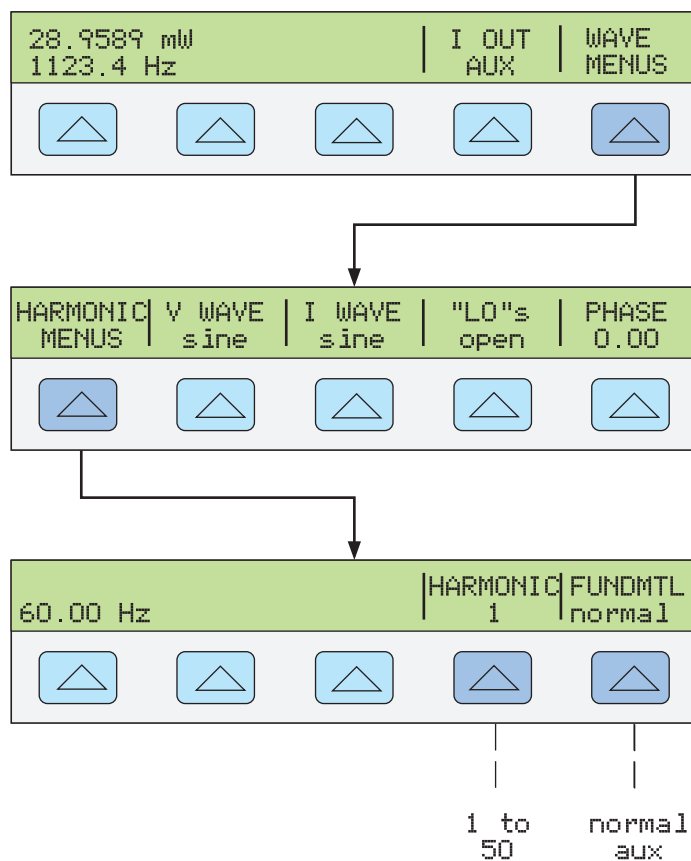 28.9589 mW
1123.4 Hz
I OUT
AUX
WAVE
MENUS
HARMONIC
MENUS
V WAVE
sine
I WAVE
sine
"LO"s
open
PHASE
0.00
60.00 Hz
HARMONIC
1
FUNDMTL
normal
1 to
50
normal
aux